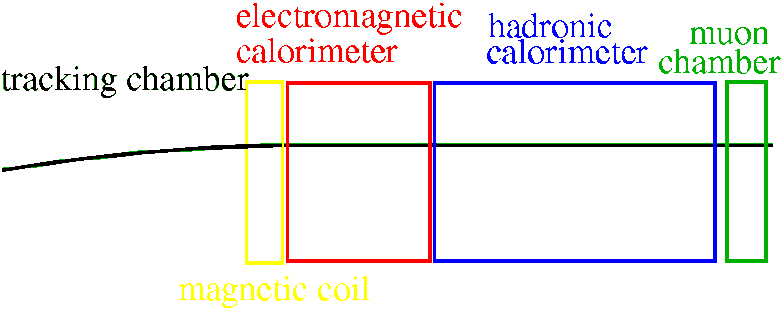 electromagnetic
calorimeter
hadronic
calorimeter
muon
chamber
tracking chamber
magnetic coil